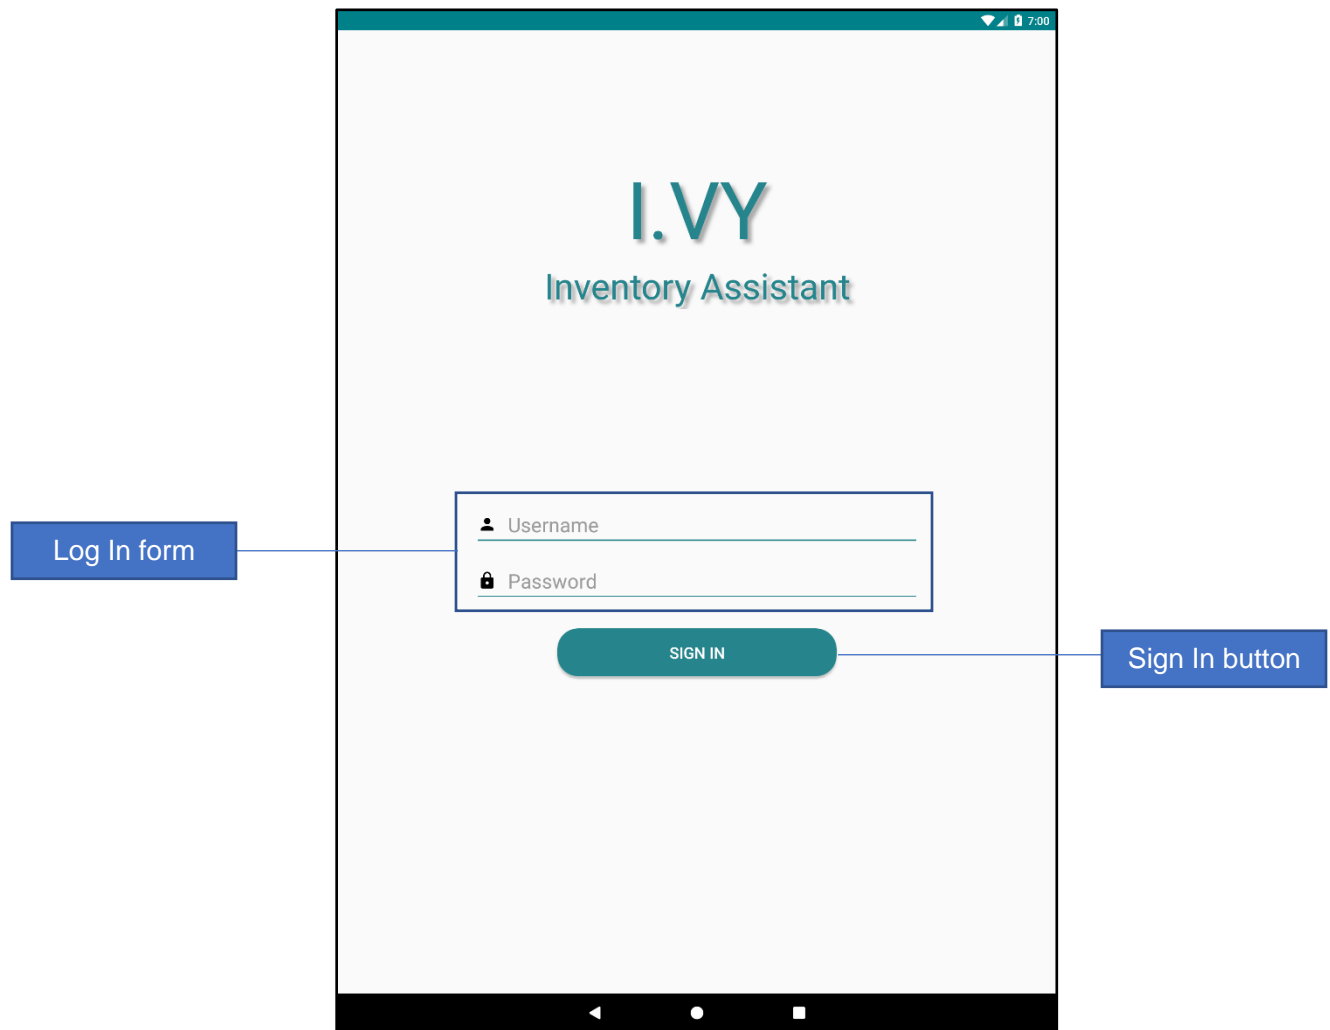 7:00
I.VY
Inventory Assistant
Username
Log In form
Password
SIGN IN
Sign In button